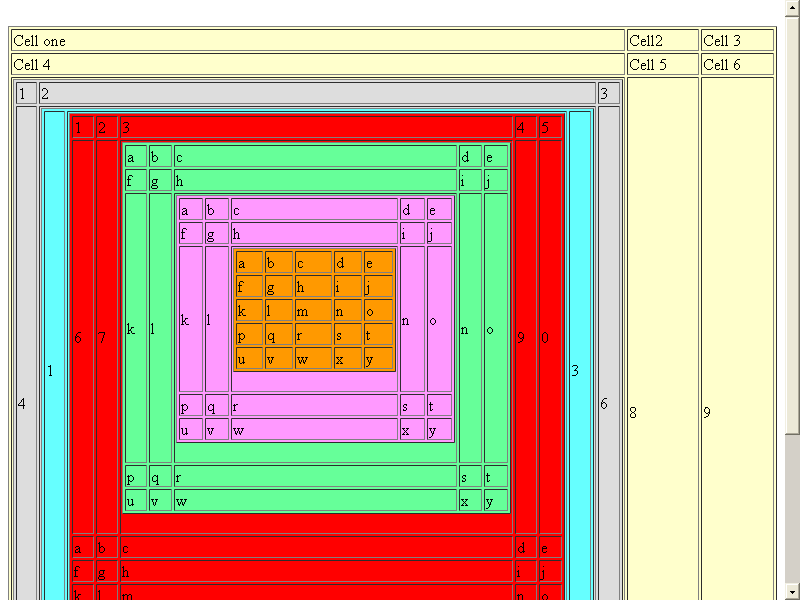 Cell one Cell2 Cell 3
Cell 4 Cell 5 Cell 6
1 2 3
1 2 3 4 5
a b c d e
f g h i j
a b c d e
f g h i j
a b c d e
f g h i j
k l m n o
k l k l n o n o
p q r s t
6 7 9 0
u v w x y
1 3
4 6
p q r s t
8 9
u v w x y
p q r s t
u v w x y
a b c d e
f g h i j
k l m n o